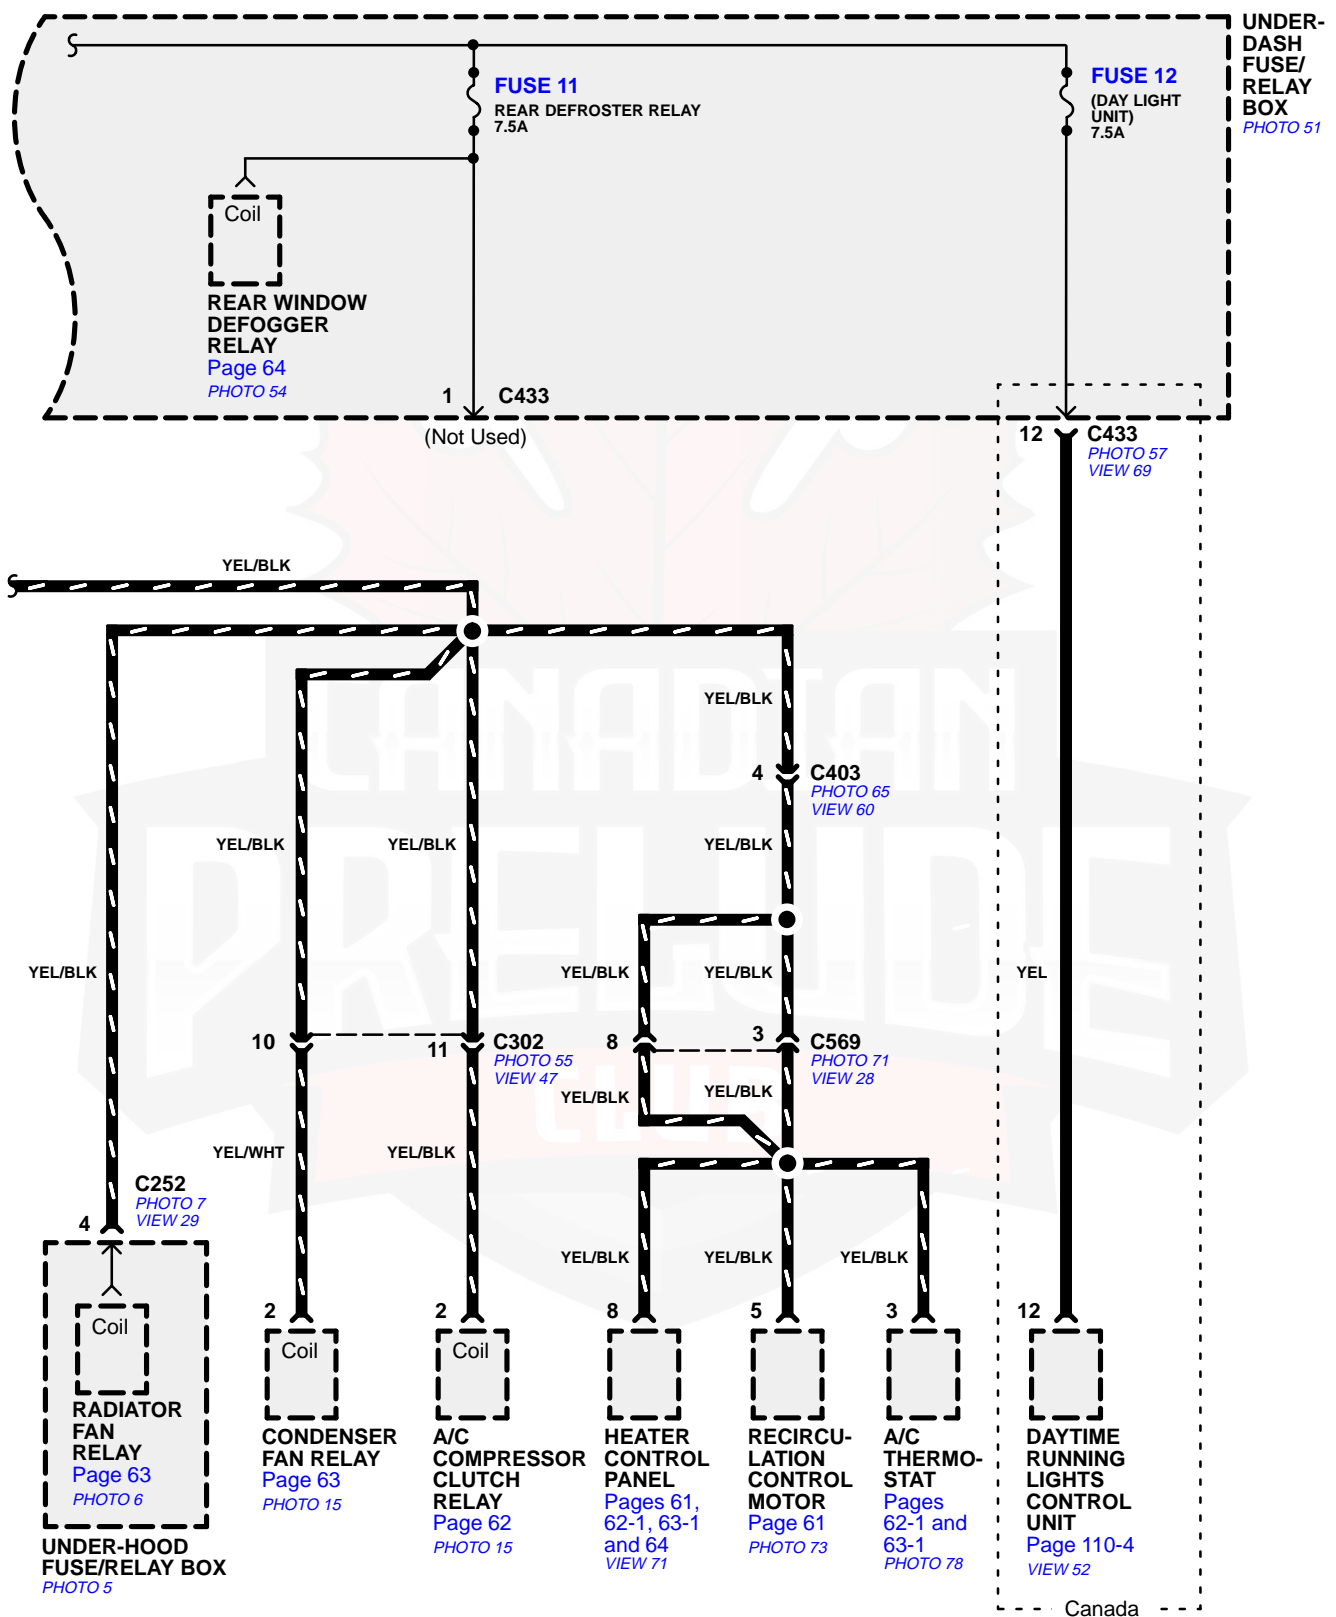 UNDER-
DASH
FUSE/
RELAY
BOX
PHOTO 51
FUSE 11
REAR DEFROSTER RELAY
7.5A
FUSE 12
(DAY LIGHT
UNIT)
7.5A
Coil
REAR WINDOW
DEFOGGER
RELAY
Page 64
PHOTO 54
1 C433
(Not Used)
12 C433
PHOTO 57
VIEW 69
YEL/BLK
CANADIAN
PRELUDE
CLUB
YEL/BLK
4 C403
PHOTO 65
VIEW 60
YEL/BLK YEL/BLK YEL/BLK
YEL/BLK YEL/BLK YEL/BLK YEL
10 11 C302
PHOTO 55
VIEW 47
8 3 C569
PHOTO 71
VIEW 28
YEL/BLK YEL/BLK
YEL/WHT YEL/BLK
C252
PHOTO 7
VIEW 29
4
YEL/BLK YEL/BLK YEL/BLK
2 2 8 5 3 12
Coil Coil Coil
RADIATOR
FAN
RELAY
Page 63
PHOTO 6
UNDER-HOOD
FUSE/RELAY BOX
PHOTO 5
CONDENSER
FAN RELAY
Page 63
PHOTO 15
A/C
COMPRESSOR
CLUTCH
RELAY
Page 62
PHOTO 15
HEATER
CONTROL
PANEL
Pages 61,
62-1, 63-1
and 64
VIEW 71
RECIRCU-
LATION
CONTROL
MOTOR
Page 61
PHOTO 73
A/C
THERMO-
STAT
Pages
62-1 and
63-1
PHOTO 78
DAYTIME
RUNNING
LIGHTS
CONTROL
UNIT
Page 110-4
VIEW 52
Canada